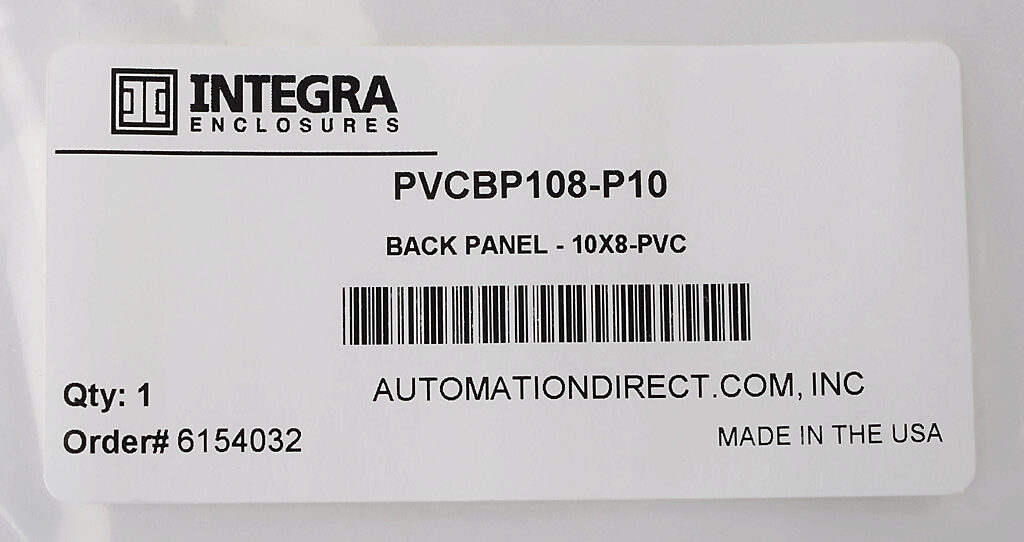 INTEGRA
ENCLOSURES
PVCBP108-P10
BACK PANEL - 10X8-PVC
AUTOMATIONDIRECT.COM, INC
Qty: 1
Order# 6154032
MADE IN THE USA